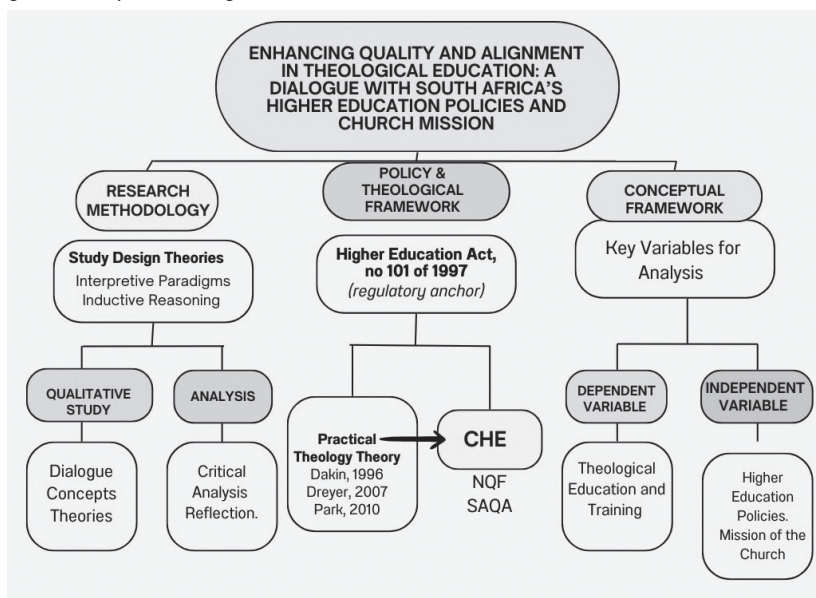 ENHANCING QUALITY AND ALIGNMENT
IN THEOLOGICAL EDUCATION: A
DIALOGUE WITH SOUTH AFRICA'S
HIGHER EDUCATION POLICIES AND
CHURCH MISSION
RESEARCH
METHODOLOGY
Study Design Theories
Interpretive Paradigms
Inductive Reasoning
QUALITATIVE
STUDY
Dialogue
Concepts
Theories
ANALYSIS
Critical
Analysis
Reflection.
POLICY &
THEOLOGICAL
FRAMEWORK
Higher Education Act,
no 101 of 1997
(regulatory anchor)
Practical
Theology Theory
Dakin, 1996
Dreyer, 2007
Park, 2010
CHE
NQF
SAQA
CONCEPTUAL
FRAMEWORK
Key Variables for
Analysis
DEPENDENT
VARIABLE
Theological
Education and
Training
INDEPENDENT
VARIABLE
Higher
Education
Policies.
Mission of the
Church